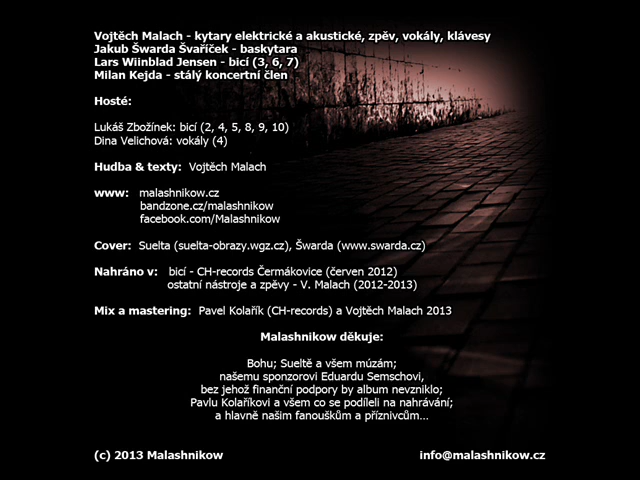 Vojtěch Malach - kytary elektrické a akustické, zpěv, vokály, klávesy
Jakub Šwarda Švaříček - baskytara
Lars Wiinblad Jensen - bicí (3, 6, 7)
Milan Kejda - stálý koncertní člen
Hosté:
Lukáš Zbožínek: bicí (2, 4, 5, 8, 9, 10)
Dina Velichová: vokály (4)
Hudba & texty: Vojtěch Malach
www: malashnikow.cz
bandzone.cz/malashnikow
facebook.com/Malashnikow
Cover: Suelta (suelta-obrazy.wgz.cz), Šwarda (www.swarda.cz)
Nahráno v: bicí - CH-records Čermákovice (červen 2012)
ostatní nástroje a zpěvy - V. Malach (2012-2013)
Mix a mastering: Pavel Kolařík (CH-records) a Vojtěch Malach 2013
Malashnikow děkuje:
Bohu; Sueltě a všem múzám;
našemu sponzorovi Eduardu Semschovi,
bez jehož finanční podpory by album nevzniklo;
Pavlu Kolaříkovi a všem co se podíleli na nahrávání;
a hlavně našim fanouškům a příznivcům...
(c) 2013 Malashnikow
info@malashnikow.cz